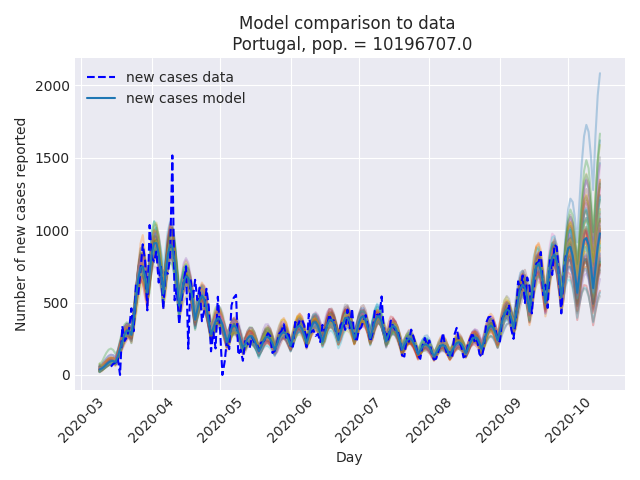 Model comparison to data
Portugal, pop. = 10196707.0
new cases data
new cases model
Number of new cases reported
2000
1500
1000
500
0
2020-03
2020-04
2020-05
2020-06
2020-07
2020-08
2020-09
2020-10
Day